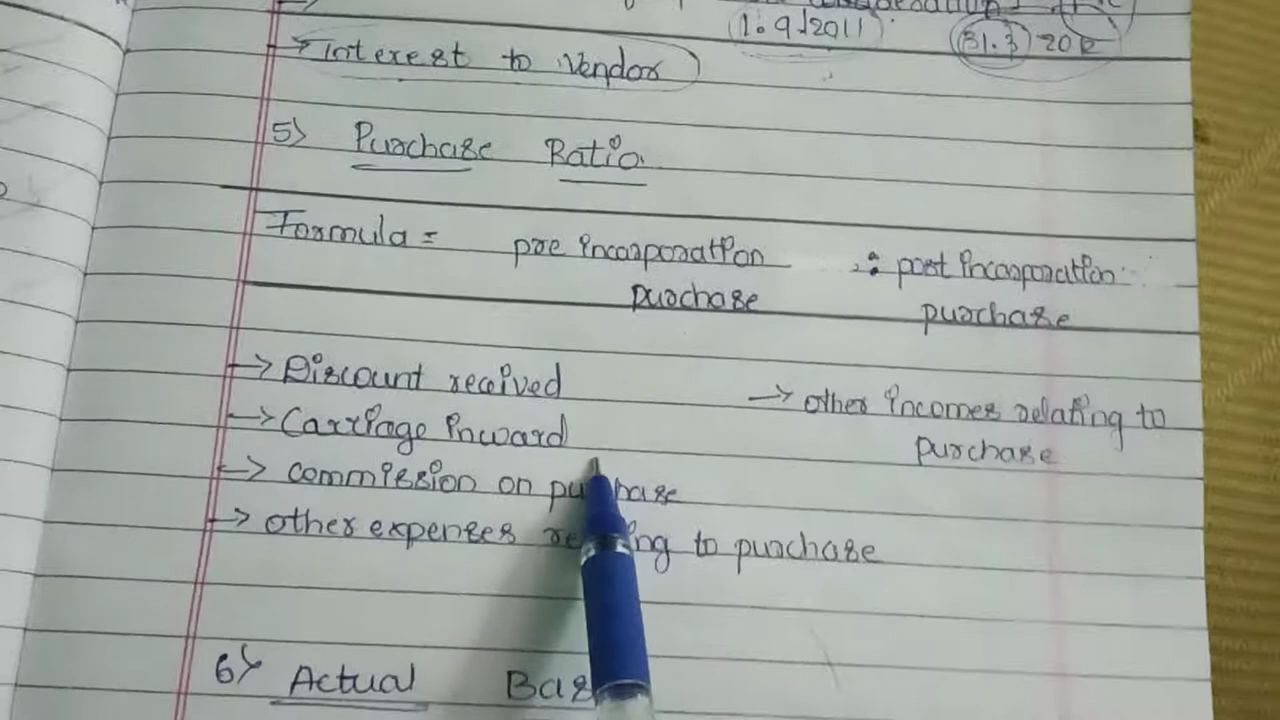 (1.9.2011) (31.3) 2012
→ Interest to Vendor
5) Purchase Ratio.
Formula = pre incorporation purchase : post incorporation purchase
→ Discount received
→ other incomes relating to purchase
→ Carriage inward
→ commission on purchase
→ other expenses relating to purchase
6) Actual